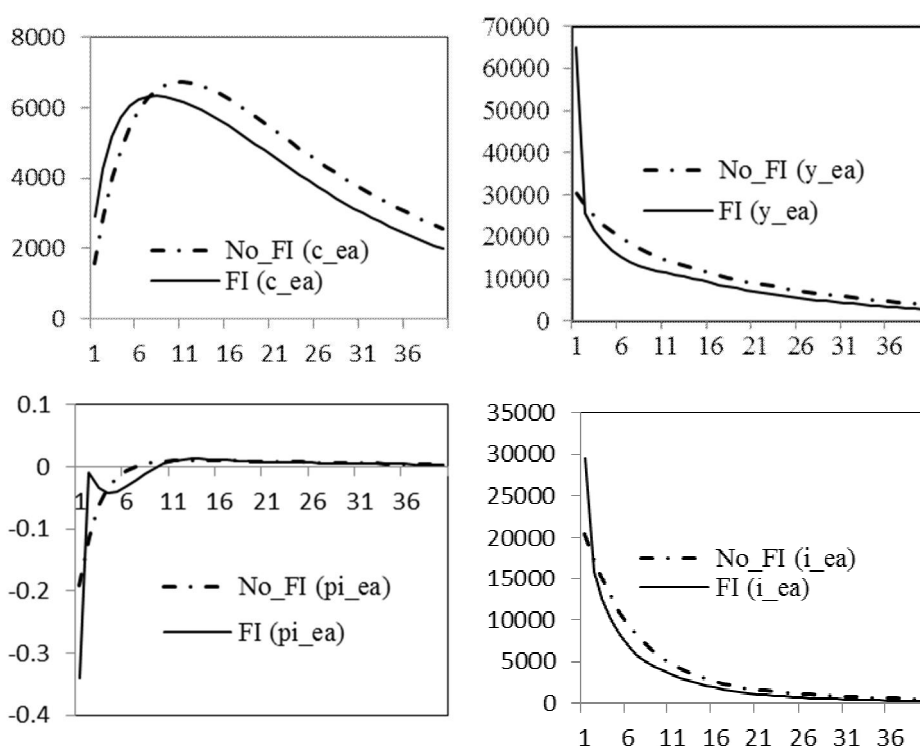 8000
6000
4000
2000
0
No_FI (c_ea)
FI (c_ea)
1 6 11 16 21 26 31 36
70000
60000
50000
40000
30000
20000
10000
0
No_FI (y_ea)
FI (y_ea)
1 6 11 16 21 26 31 36
0.1
0
-0.1
-0.2
-0.3
-0.4
1 6 11 16 21 26 31 36
No_FI (pi_ea)
FI (pi_ea)
35000
30000
25000
20000
15000
10000
5000
0
No_FI (i_ea)
FI (i_ea)
1 6 11 16 21 26 31 36